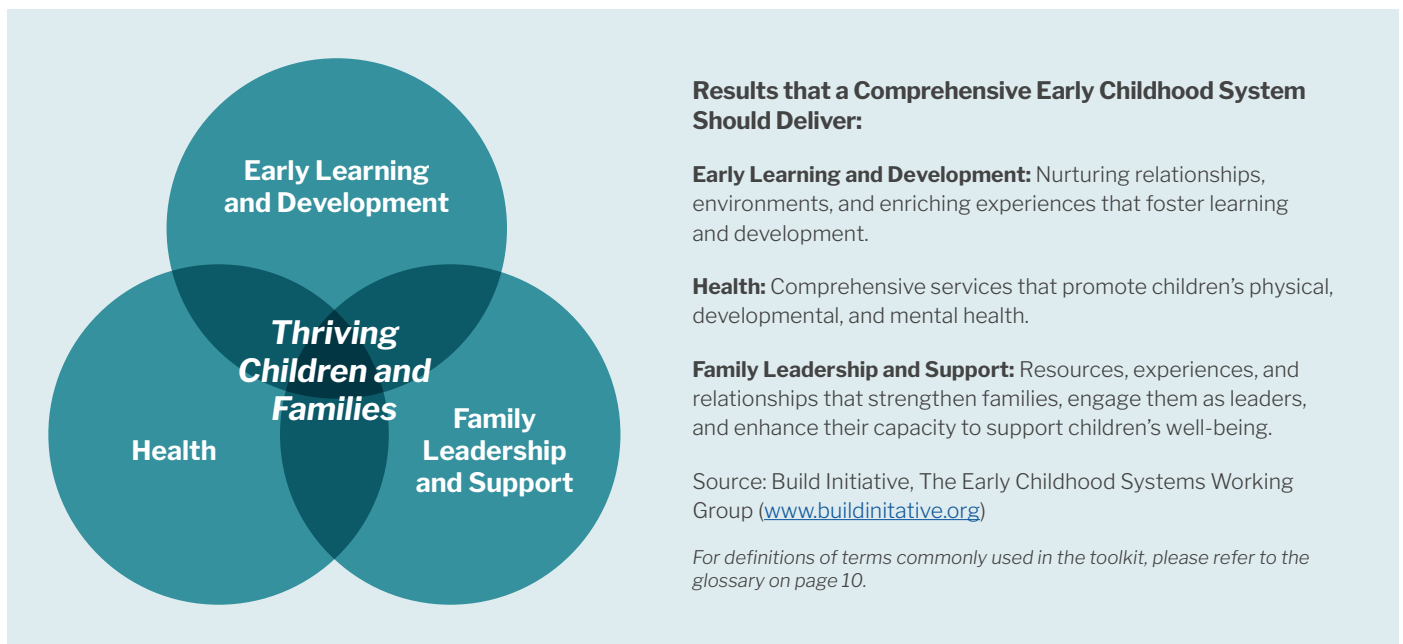 Early Learning
and Development
Thriving
Children and
Families
Health
Family
Leadership
and Support
Results that a Comprehensive Early Childhood System
Should Deliver:
Early Learning and Development: Nurturing relationships,
environments, and enriching experiences that foster learning
and development.
Health: Comprehensive services that promote children’s physical,
developmental, and mental health.
Family Leadership and Support: Resources, experiences, and
relationships that strengthen families, engage them as leaders,
and enhance their capacity to support children’s well-being.
Source: Build Initiative, The Early Childhood Systems Working
Group (www.buildinitative.org)
For definitions of terms commonly used in the toolkit, please refer to the
glossary on page 10.